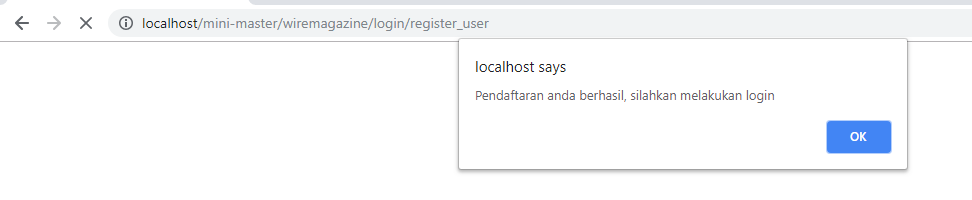 localhost/mini-master/wiremagazine/login/register_user
localhost says
Pendaftaran anda berhasil, silahkan melakukan login
OK